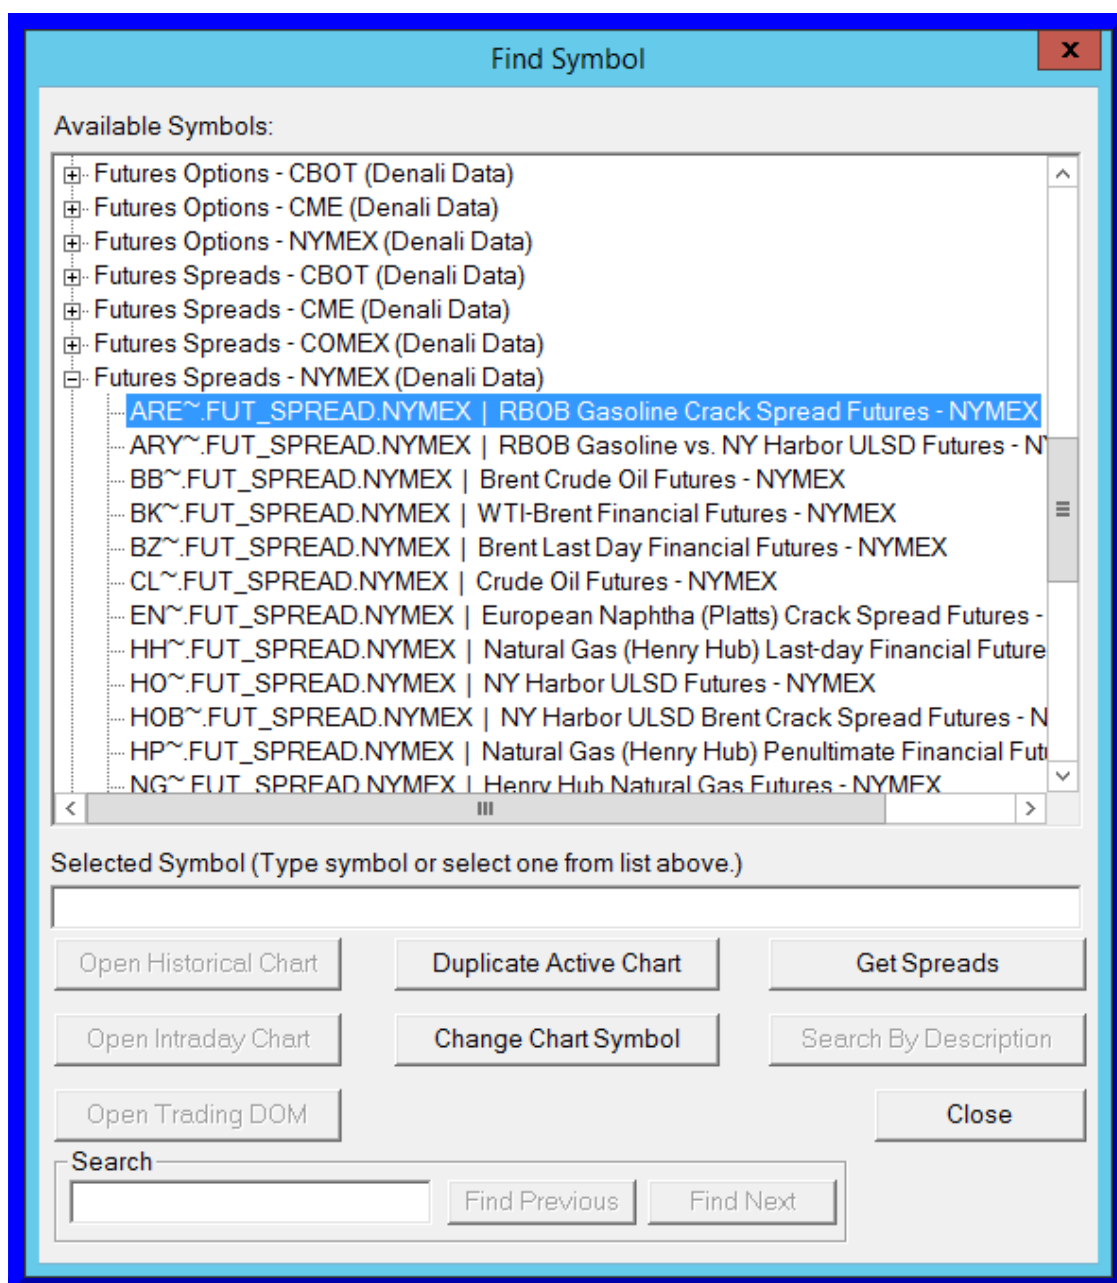 Find Symbol
x
Available Symbols:
Futures Options - CBOT (Denali Data)
Futures Options - CME (Denali Data)
Futures Options - NYMEX (Denali Data)
Futures Spreads - CBOT (Denali Data)
Futures Spreads - CME (Denali Data)
Futures Spreads - COMEX (Denali Data)
Futures Spreads - NYMEX (Denali Data)
ARE~.FUT_SPREAD.NYMEX | RBOB Gasoline Crack Spread Futures - NYMEX
ARY~.FUT_SPREAD.NYMEX | RBOB Gasoline vs. NY Harbor ULSD Futures - NY
BB~.FUT_SPREAD.NYMEX | Brent Crude Oil Futures - NYMEX
BK~.FUT_SPREAD.NYMEX | WTI-Brent Financial Futures - NYMEX
BZ~.FUT_SPREAD.NYMEX | Brent Last Day Financial Futures - NYMEX
CL~.FUT_SPREAD.NYMEX | Crude Oil Futures - NYMEX
EN~.FUT_SPREAD.NYMEX | European Naphtha (Platts) Crack Spread Futures -
HH~.FUT_SPREAD.NYMEX | Natural Gas (Henry Hub) Last-day Financial Future
HO~.FUT_SPREAD.NYMEX | NY Harbor ULSD Futures - NYMEX
HOB~.FUT_SPREAD.NYMEX | NY Harbor ULSD Brent Crack Spread Futures - N
HP~.FUT_SPREAD.NYMEX | Natural Gas (Henry Hub) Penultimate Financial Futu
NG~.FUT_SPREAD.NYMEX | Henry Hub Natural Gas Futures - NYMEX
Selected Symbol (Type symbol or select one from list above.)
Open Historical Chart
Duplicate Active Chart
Get Spreads
Open Intraday Chart
Change Chart Symbol
Search By Description
Open Trading DOM
Close
Search
Find Previous
Find Next